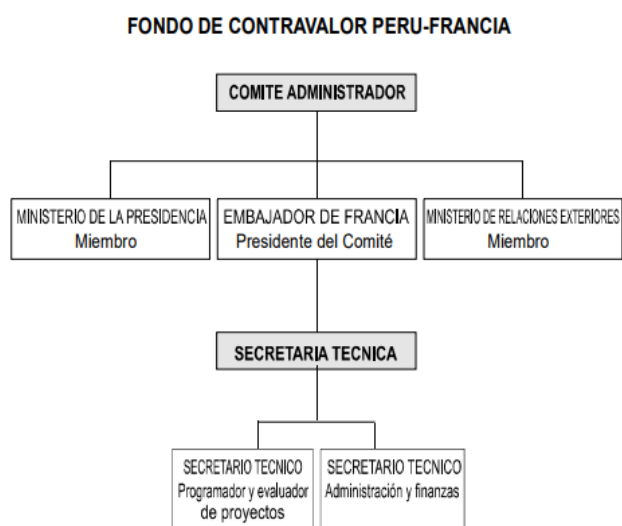 FONDO DE CONTRAVALOR PERU-FRANCIA
COMITE ADMINISTRADOR
MINISTERIO DE LA PRESIDENCIA
Miembro
EMBAJADOR DE FRANCIA
Presidente del Comité
MINISTERIO DE RELACIONES EXTERIORES
Miembro
SECRETARIA TECNICA
SECRETARIO TECNICO
Programador y evaluador
de proyectos
SECRETARIO TECNICO
Administración y finanzas